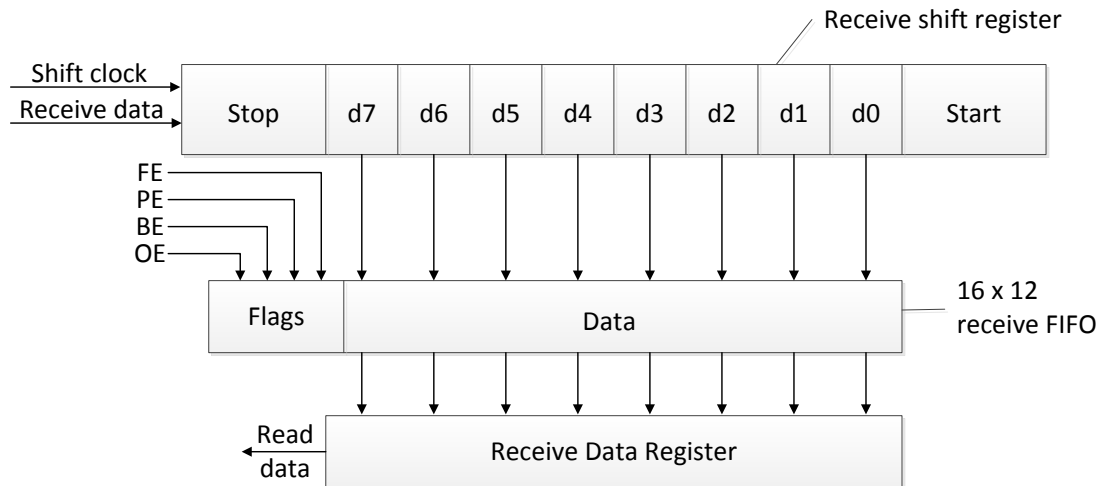 Receive shift register
Shift clock
Receive data
Stop d7 d6 d5 d4 d3 d2 d1 d0 Start
FE
PE
BE
OE
Flags Data
16 x 12
receive FIFO
Read
data
Receive Data Register